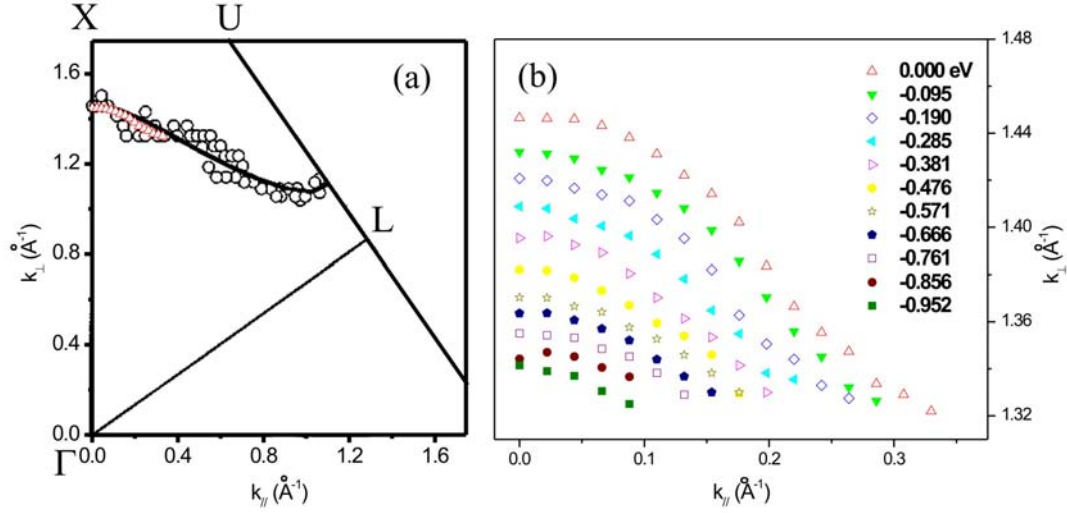 X
U
(a)
(b)
1.6
1.2
0.8
0.4
0.0
k⊥ (Å-1)
L
Γ
0.0
0.4
0.8
1.2
1.6
k// (Å-1)
0.000 eV
-0.095
-0.190
-0.285
-0.381
-0.476
-0.571
-0.666
-0.761
-0.856
-0.952
1.48
1.44
1.40
1.36
1.32
k⊥ (Å-1)
0.0
0.1
0.2
0.3
k// (Å-1)